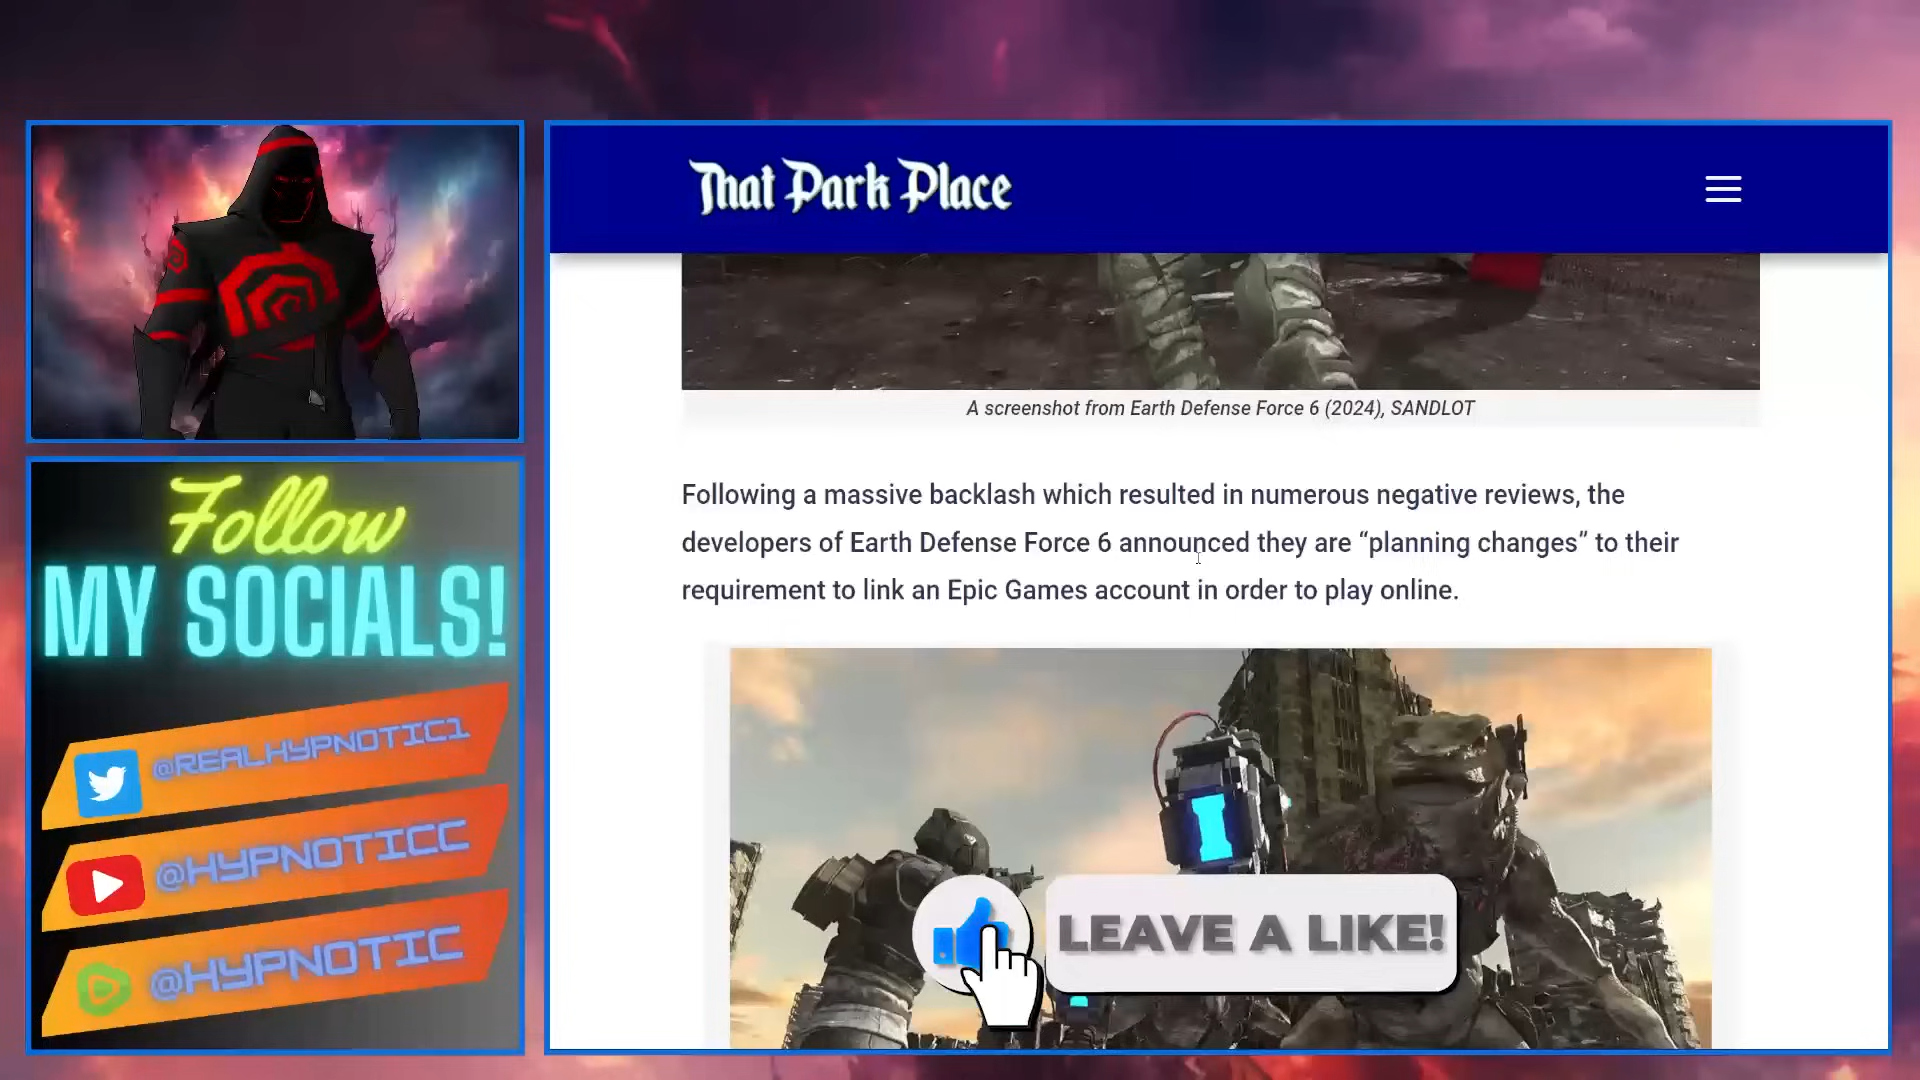 That Park Place
A screenshot from Earth Defense Force 6 (2024), SANDLOT
Following a massive backlash which resulted in numerous negative reviews, the
developers of Earth Defense Force 6 announced they are “planning changes” to their
requirement to link an Epic Games account in order to play online.
LEAVE A LIKE!
Follow
MY SOCIALS!
@REALHYPNOTIC1
@HYPNOTICC
@HYPNOTIC